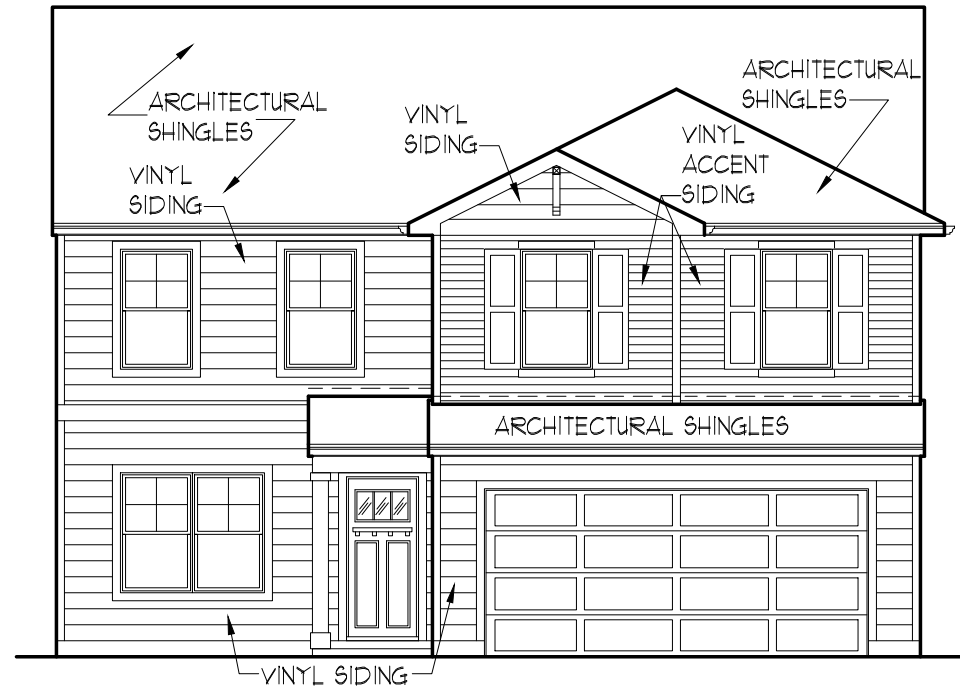 ARCHITECTURAL
SHINGLES
ARCHITECTURAL
SHINGLES
VINYL
SIDING
VINYL
ACCENT
SIDING
VINYL
SIDING
ARCHITECTURAL SHINGLES
VINYL SIDING